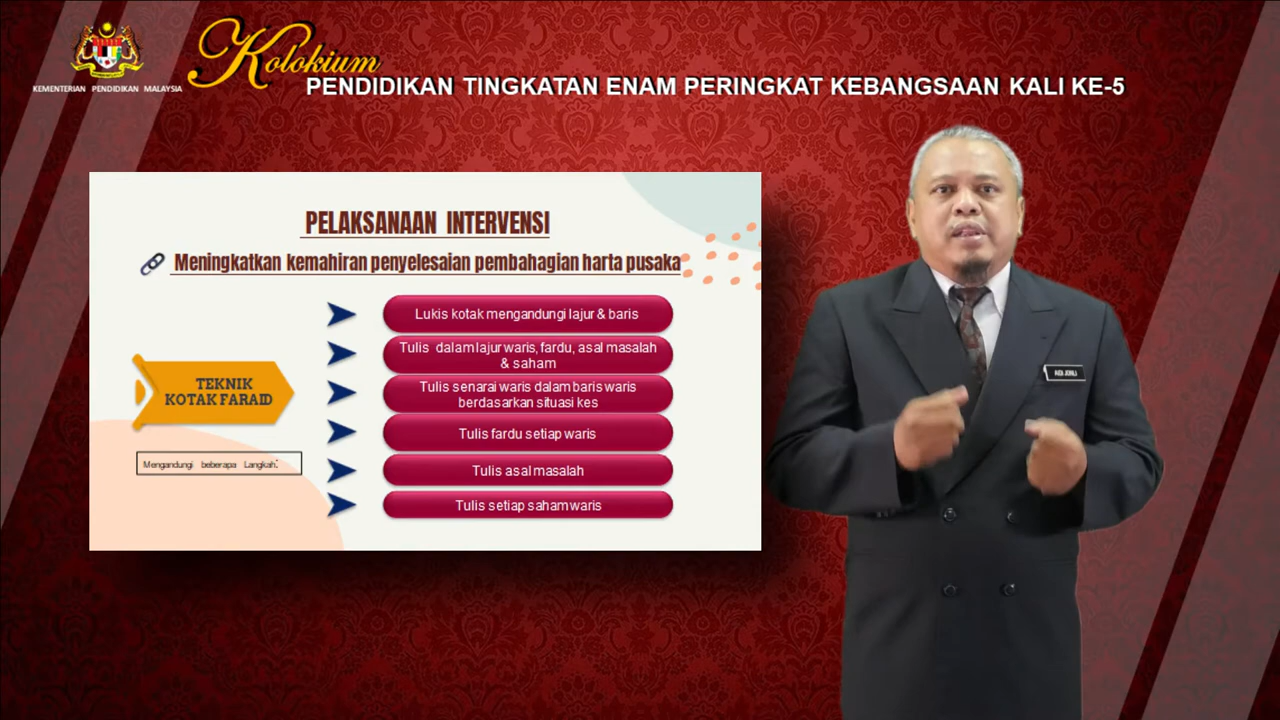 KEMENTERIAN PENDIDIKAN MALAYSIA
Kolokium
PENDIDIKAN TINGKATAN ENAM PERINGKAT KEBANGSAAN KALI KE-5
PELAKSANAAN INTERVENSI
Meningkatkan kemahiran penyelesaian pembahagian harta pusaka
TEKNIK
KOTAK FARAID
Mengandungi beberapa Langkah:
Lukis kotak mengandungi lajur & baris
Tulis dalam lajur waris, fardu, asal masalah
& saham
Tulis senarai waris dalam baris waris
berdasarkan situasi kes
Tulis fardu setiap waris
Tulis asal masalah
Tulis setiap saham waris